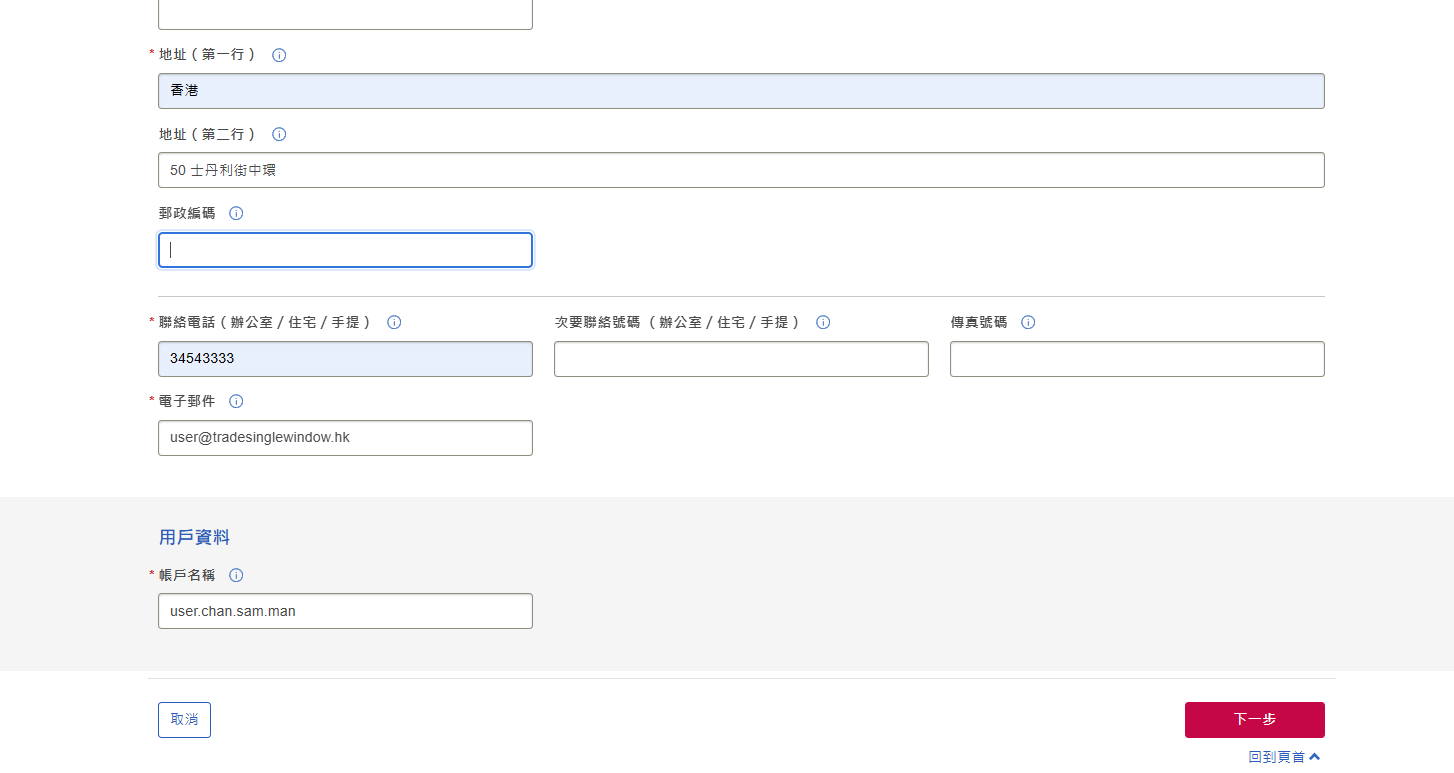 * 地址（第一行）
香港
地址（第二行）
50 士丹利街中環
郵政編碼
* 聯絡電話（辦公室 / 住宅 / 手提） 次要聯絡號碼 （辦公室 / 住宅 / 手提） 傳真號碼
34543333
* 電子郵件
user@tradesinglewindow.hk
用戶資料
* 帳戶名稱
user.chan.sam.man
取消 下一步
回到頁首